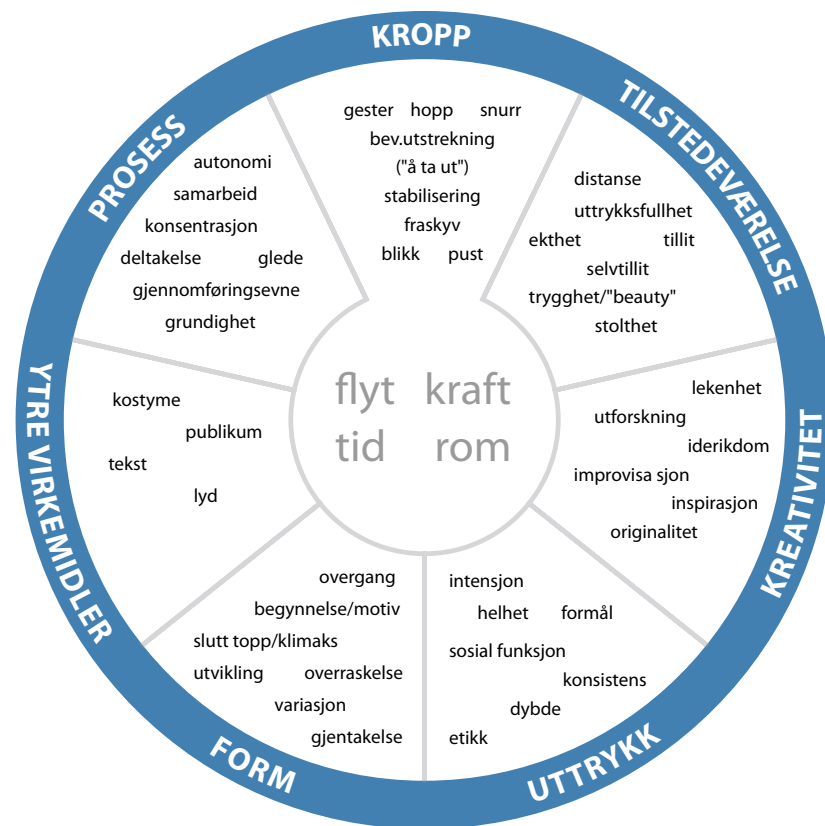 KROPP
gester hopp snurr
bev.utstrekning
("å ta ut")
stabilisering
fraskyv
blikk pust
TILSTEDEVÆRELSE
distanse
uttrykksfullhet
ekthet tillit
selvtillit
trygghet/"beauty"
stolthet
KREATIVITET
lekenhet
utforskning
iderikdom
improvisa sjon
inspirasjon
originalitet
UTTRYKK
intensjon
helhet formål
sosial funksjon
konsistens
dybde
etikk
FORM
overgang
begynnelse/motiv
slutt topp/klimaks
utvikling overraskelse
variasjon
gjentakelse
YTRE VIRKEMIDLER
kostyme
publikum
tekst
lyd
PROSESS
autonomi
samarbeid
konsentrasjon
deltakelse glede
gjennomføringsevne
grundighet
flyt kraft
tid rom